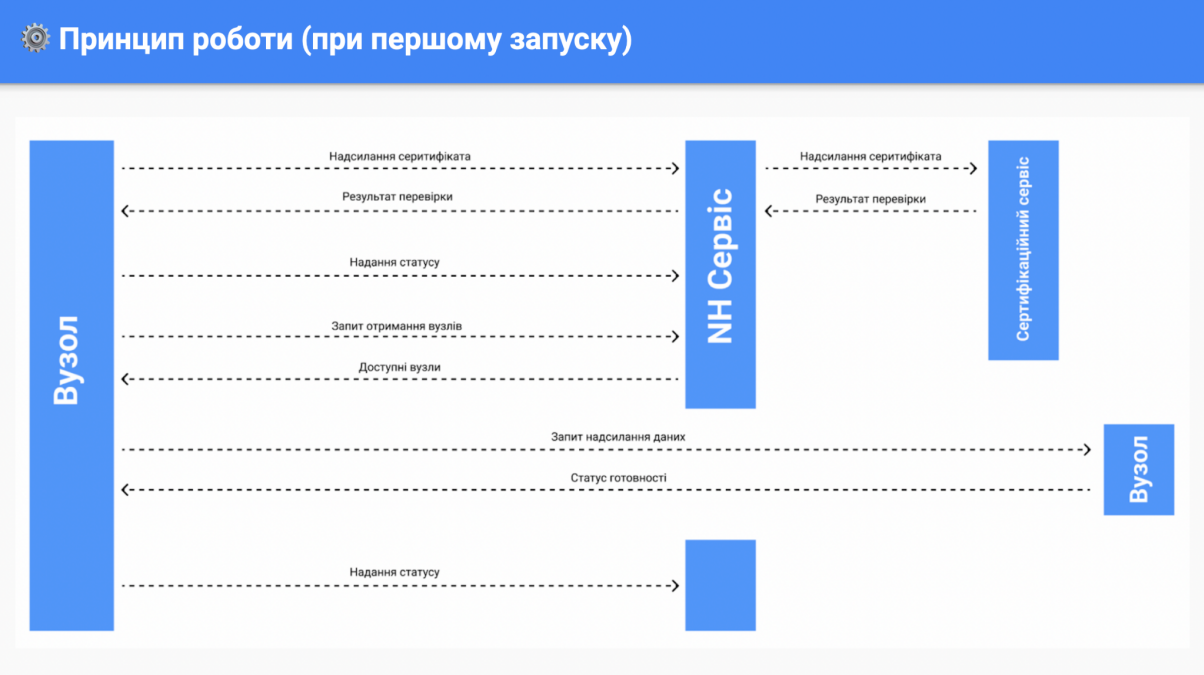 Принцип роботи (при першому запуску)
Надсилання серитифіката
Надсилання серитифіката
Результат перевірки
Результат перевірки
Надання статусу
Запит отримання вузлів
Доступні вузли
Вузол
NH Сервіс
Сертифікаційний сервіс
Запит надсилання даних
Статус готовності
Вузол
Надання статусу